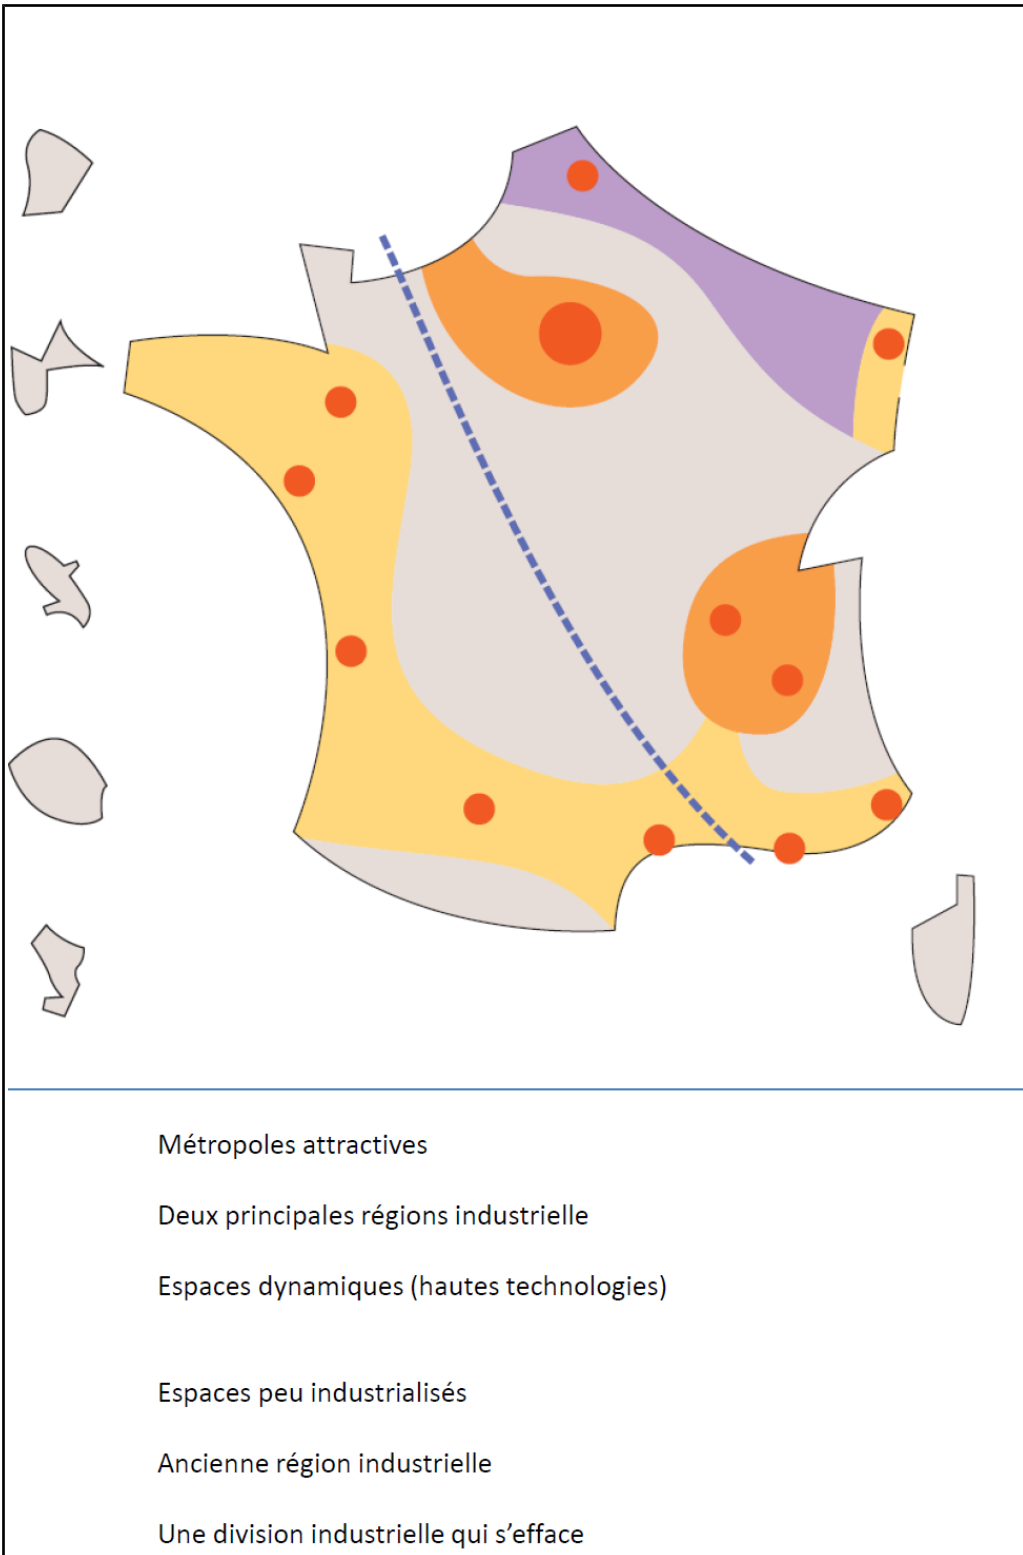 Métropoles attractives
Deux principales régions industrielle
Espaces dynamiques (hautes technologies)
Espaces peu industrialisés
Ancienne région industrielle
Une division industrielle qui s’efface